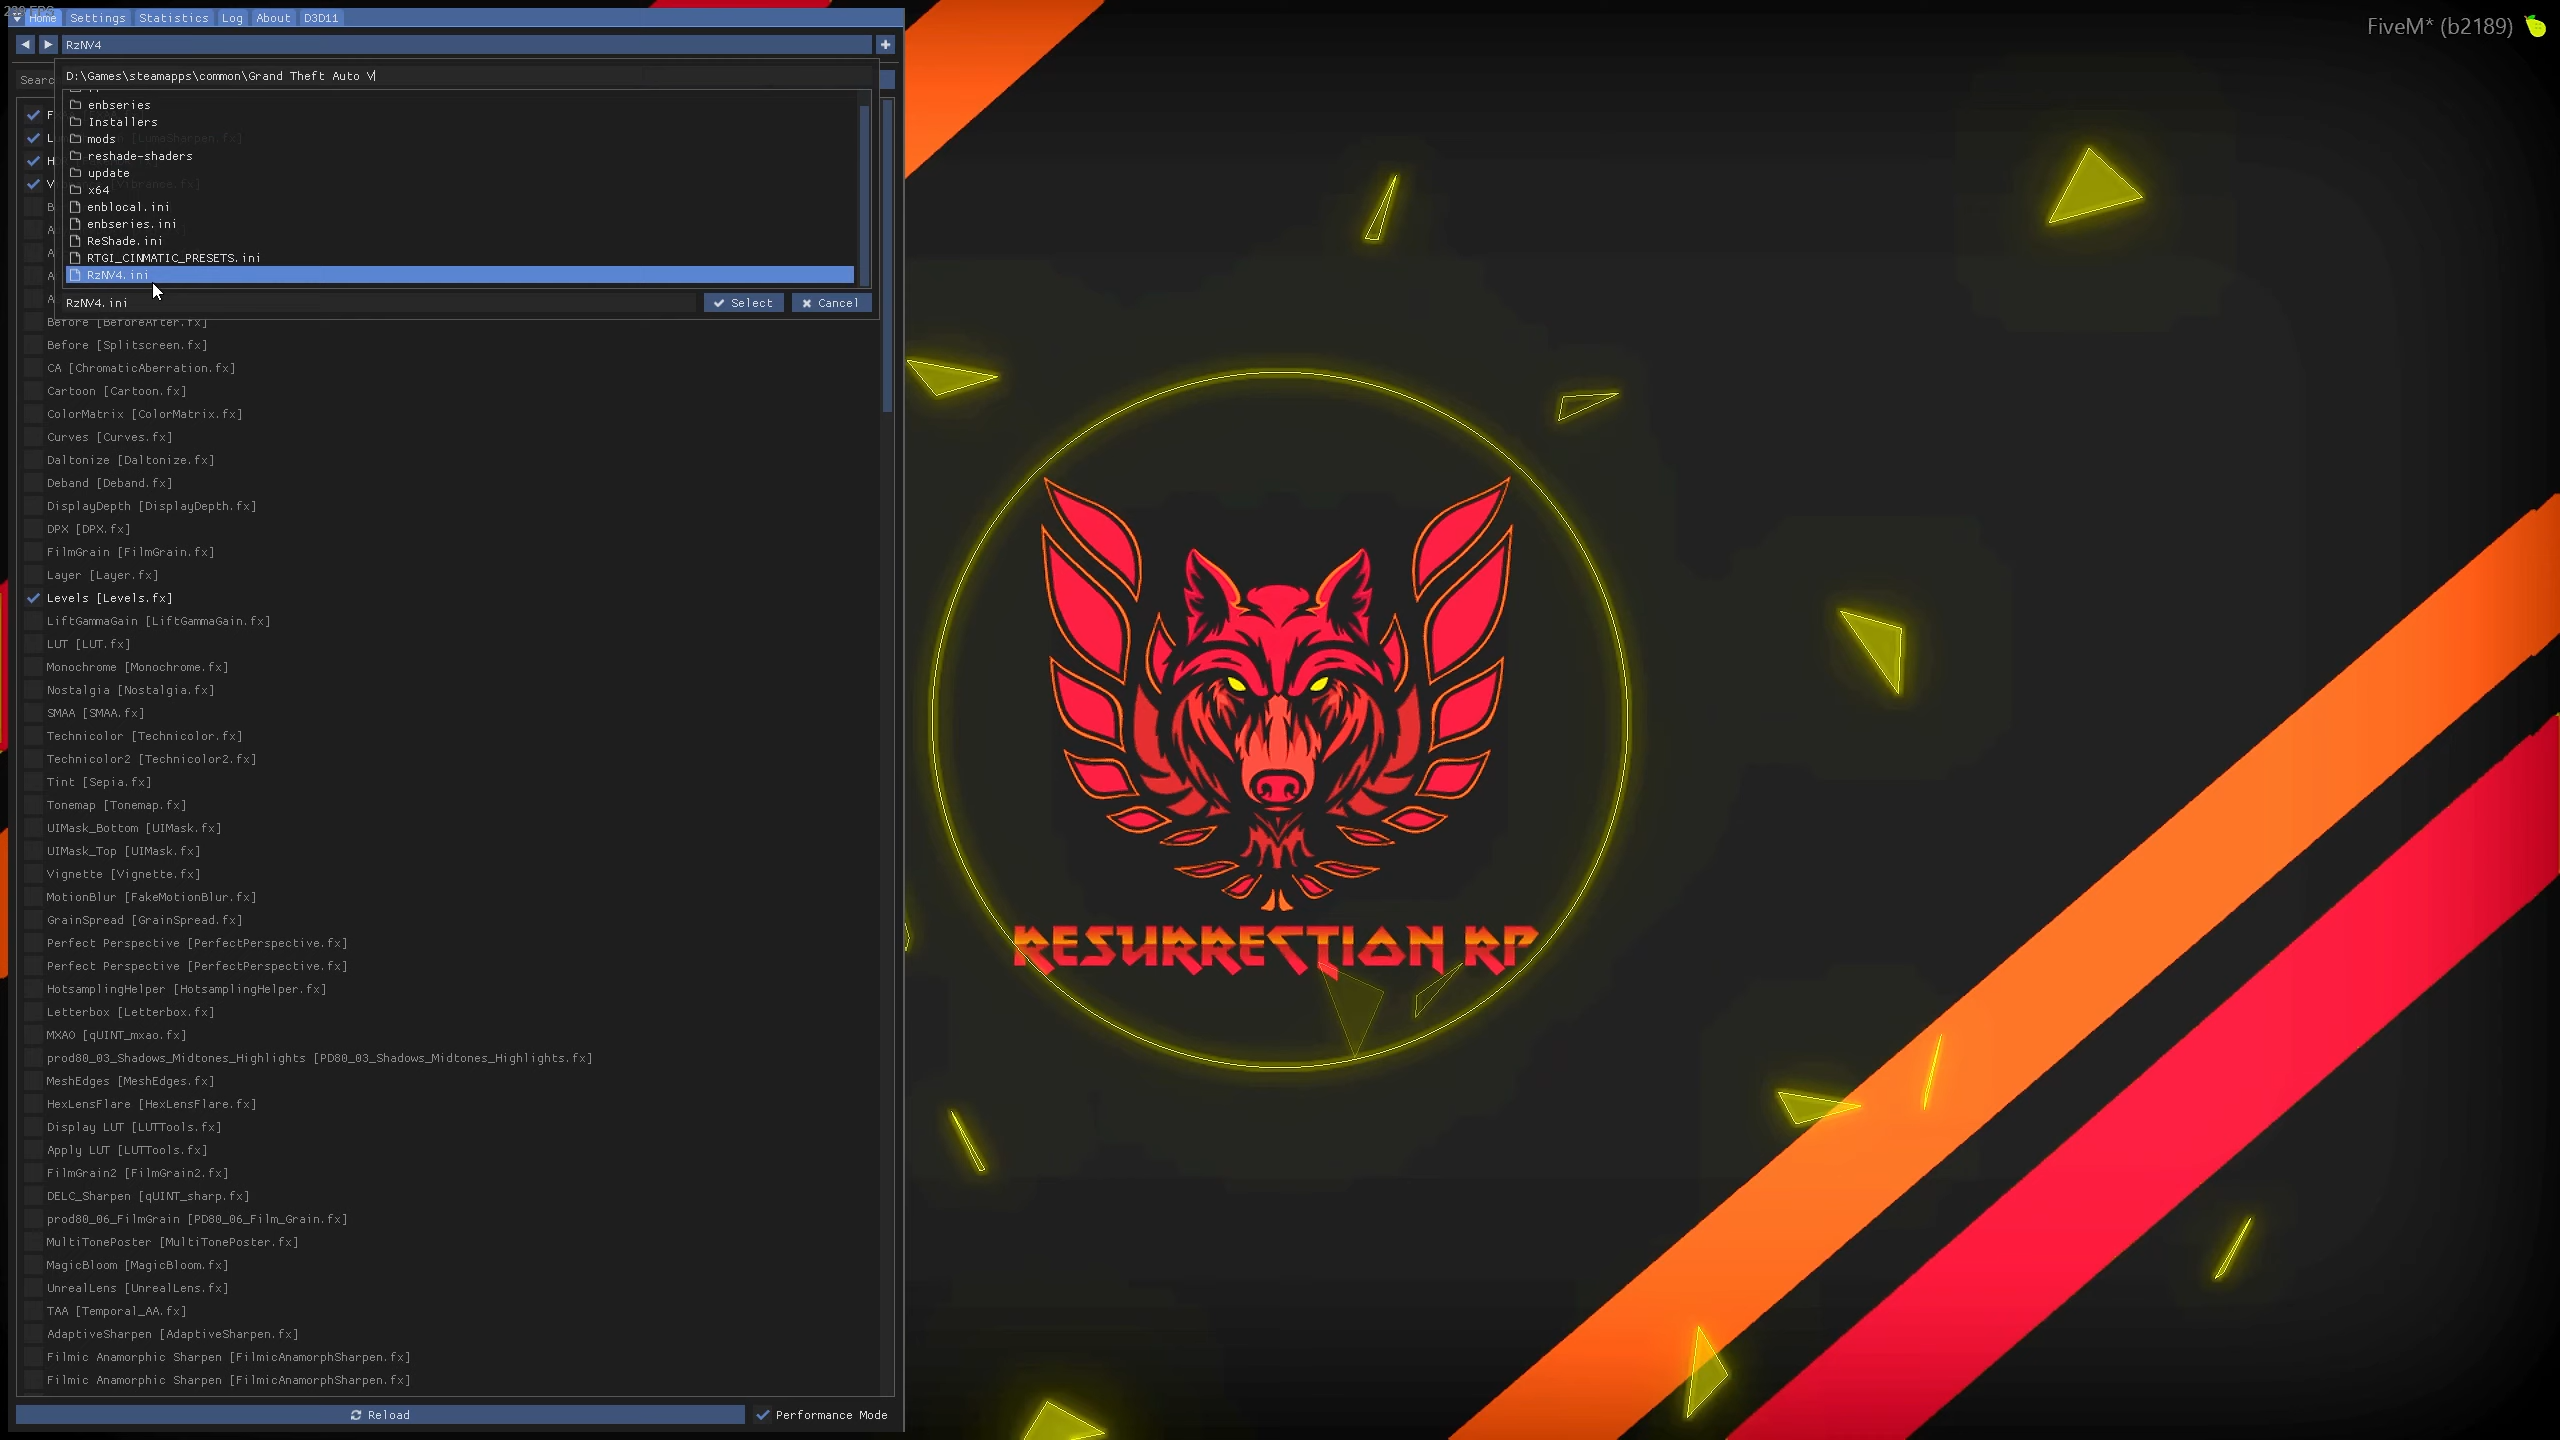 Home Settings Statistics Log About D3D11
FiveM* (b2189)
RzNV4
D:\Games\steamapps\common\Grand Theft Auto V
enbseries
Installers
mods
reshade-shaders
update
x64
enblocal.ini
enbseries.ini
ReShade.ini
RTGI_CINMATIC_PRESETS.ini
RzNV4.ini
RzNV4.ini Select Cancel
Before [BeforeAfter.fx]
Before [Splitscreen.fx]
CA [ChromaticAberration.fx]
Cartoon [Cartoon.fx]
ColorMatrix [ColorMatrix.fx]
Curves [Curves.fx]
Daltonize [Daltonize.fx]
Deband [Deband.fx]
DisplayDepth [DisplayDepth.fx]
DPX [DPX.fx]
FilmGrain [FilmGrain.fx]
Layer [Layer.fx]
Levels [Levels.fx]
LiftGammaGain [LiftGammaGain.fx]
LUT [LUT.fx]
Monochrome [Monochrome.fx]
Nostalgia [Nostalgia.fx]
SMAA [SMAA.fx]
Technicolor [Technicolor.fx]
Technicolor2 [Technicolor2.fx]
Tint [Sepia.fx]
Tonemap [Tonemap.fx]
UIMask_Bottom [UIMask.fx]
UIMask_Top [UIMask.fx]
Vignette [Vignette.fx]
MotionBlur [FakeMotionBlur.fx]
GrainSpread [GrainSpread.fx]
Perfect Perspective [PerfectPerspective.fx]
Perfect Perspective [PerfectPerspective.fx]
HotsamplingHelper [HotsamplingHelper.fx]
Letterbox [Letterbox.fx]
MXAO [qUINT_mxao.fx]
prod80_03_Shadows_Midtones_Highlights [PD80_03_Shadows_Midtones_Highlights.fx]
MeshEdges [MeshEdges.fx]
HexLensFlare [HexLensFlare.fx]
Display LUT [LUTTools.fx]
Apply LUT [LUTTools.fx]
FilmGrain2 [FilmGrain2.fx]
DELC_Sharpen [qUINT_sharp.fx]
prod80_06_FilmGrain [PD80_06_Film_Grain.fx]
MultiTonePoster [MultiTonePoster.fx]
MagicBloom [MagicBloom.fx]
UnrealLens [UnrealLens.fx]
TAA [Temporal_AA.fx]
AdaptiveSharpen [AdaptiveSharpen.fx]
Filmic Anamorphic Sharpen [FilmicAnamorphSharpen.fx]
Filmic Anamorphic Sharpen [FilmicAnamorphSharpen.fx]
Reload Performance Mode
RESURRECTION RP